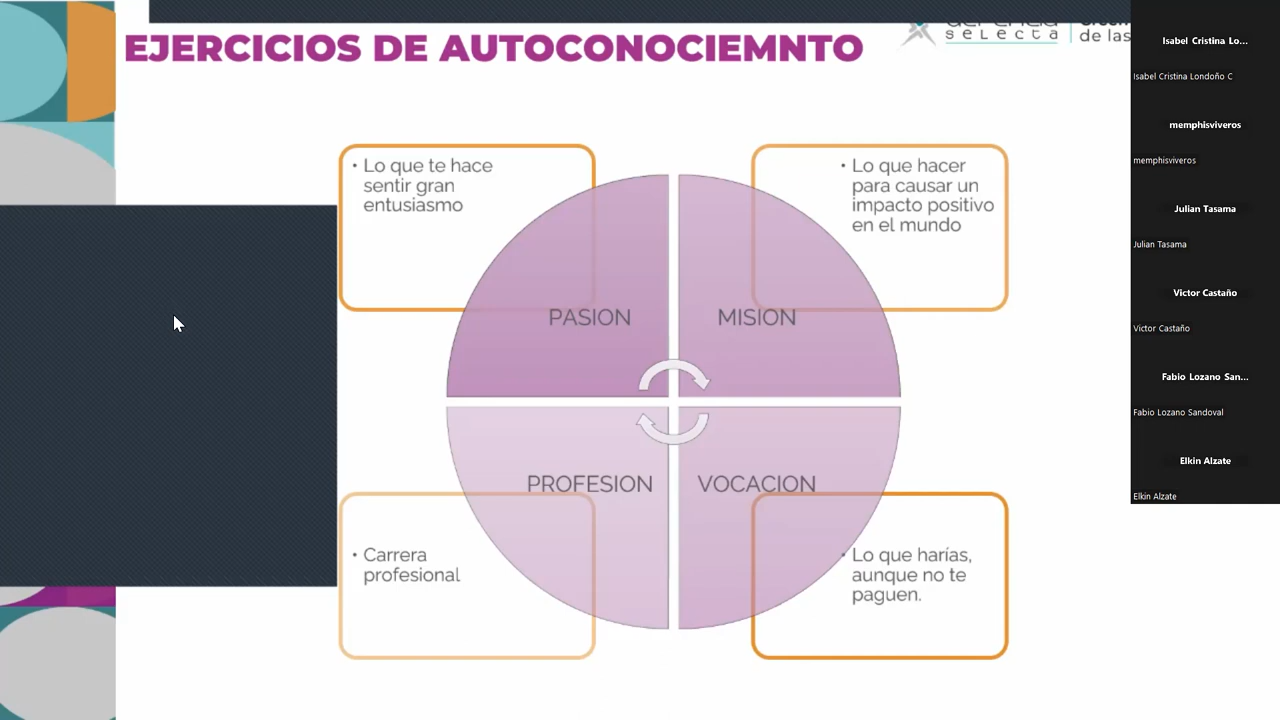 EJERCICIOS DE AUTOCONOCIEMNTO
selecta
de las
• Lo que te hace
sentir gran
entusiasmo
• Lo que hacer
para causar un
impacto positivo
en el mundo
PASION
MISION
PROFESION
VOCACION
• Carrera
profesional
• Lo que harías,
aunque no te
paguen.
Isabel Cristina Lo...
Isabel Cristina Londoño C
memphisviveros
memphisviveros
Julian Tasama
Julian Tasama
Victor Castaño
Victor Castaño
Fabio Lozano San...
Fabio Lozano Sandoval
Elkin Alzate
Elkin Alzate